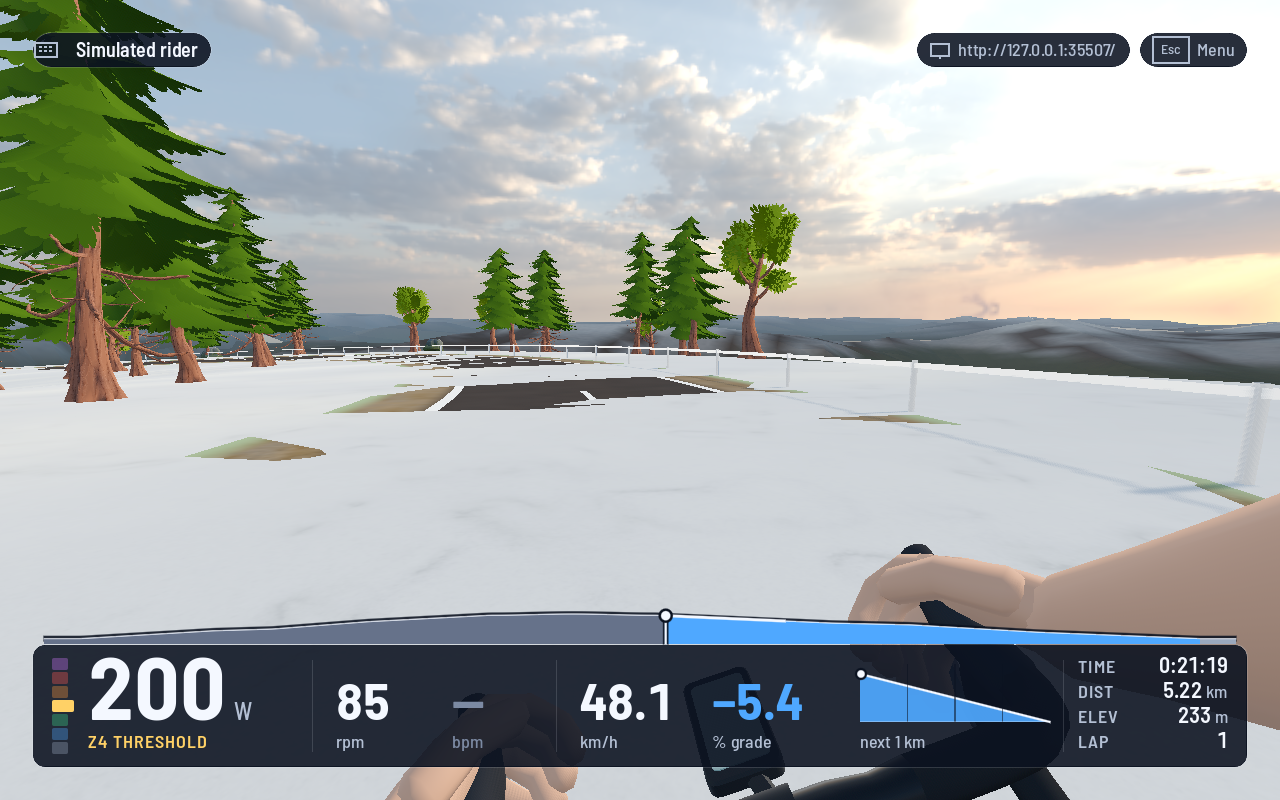 Simulated rider
http://127.0.0.1:35507/
Esc Menu
200 W
Z4 THRESHOLD
85
rpm
–
bpm
48.1
km/h
–5.4
% grade
next 1 km
TIME 0:21:19
DIST 5.22 km
ELEV 233 m
LAP 1